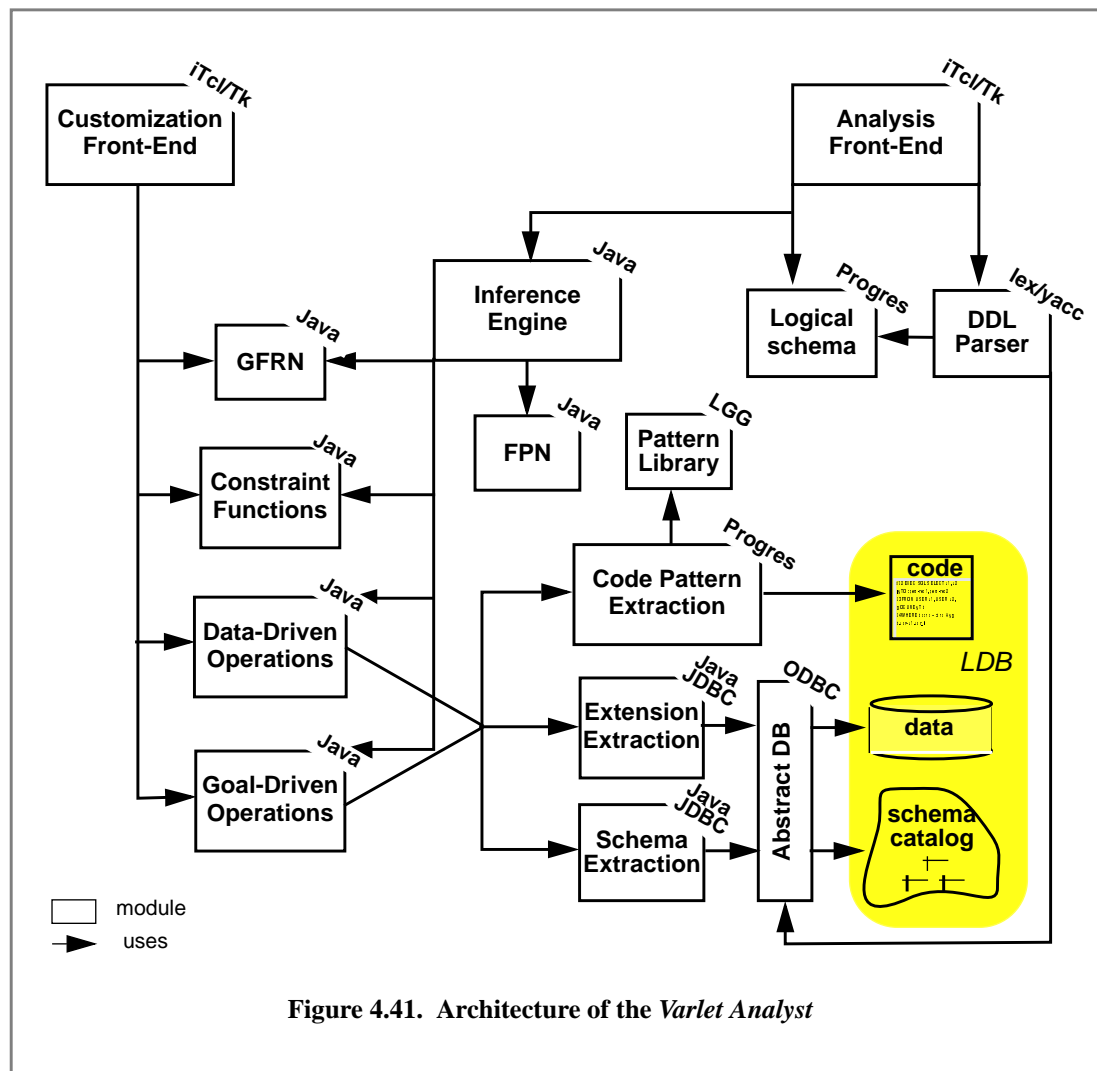 iTcl/Tk
Customization
Front-End
iTcl/Tk
Analysis
Front-End
Java
Inference
Engine
Progres
Logical
schema
lex/yacc
DDL
Parser
Java
GFRN
Java
FPN
LGG
Pattern
Library
Java
Constraint
Functions
Progres
Code Pattern
Extraction
code
LDB
Java
Data-Driven
Operations
Java
JDBC
Extension
Extraction
ODBC
Abstract DB
data
Java
Goal-Driven
Operations
Java
JDBC
Schema
Extraction
schema
catalog
module
uses
Figure 4.41. Architecture of the Varlet Analyst